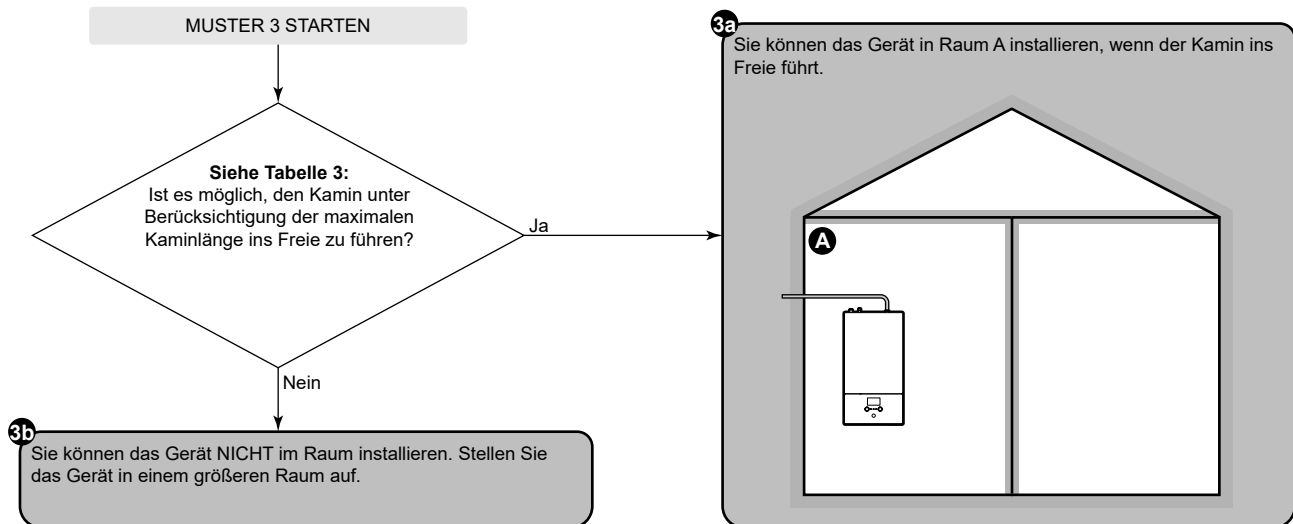 MUSTER 3 STARTEN
Siehe Tabelle 3:
Ist es möglich, den Kamin unter
Berücksichtigung der maximalen
Kaminlänge ins Freie zu führen?
Ja
Nein
3a
Sie können das Gerät in Raum A installieren, wenn der Kamin ins
Freie führt.
A
3b
Sie können das Gerät NICHT im Raum installieren. Stellen Sie
das Gerät in einem größeren Raum auf.